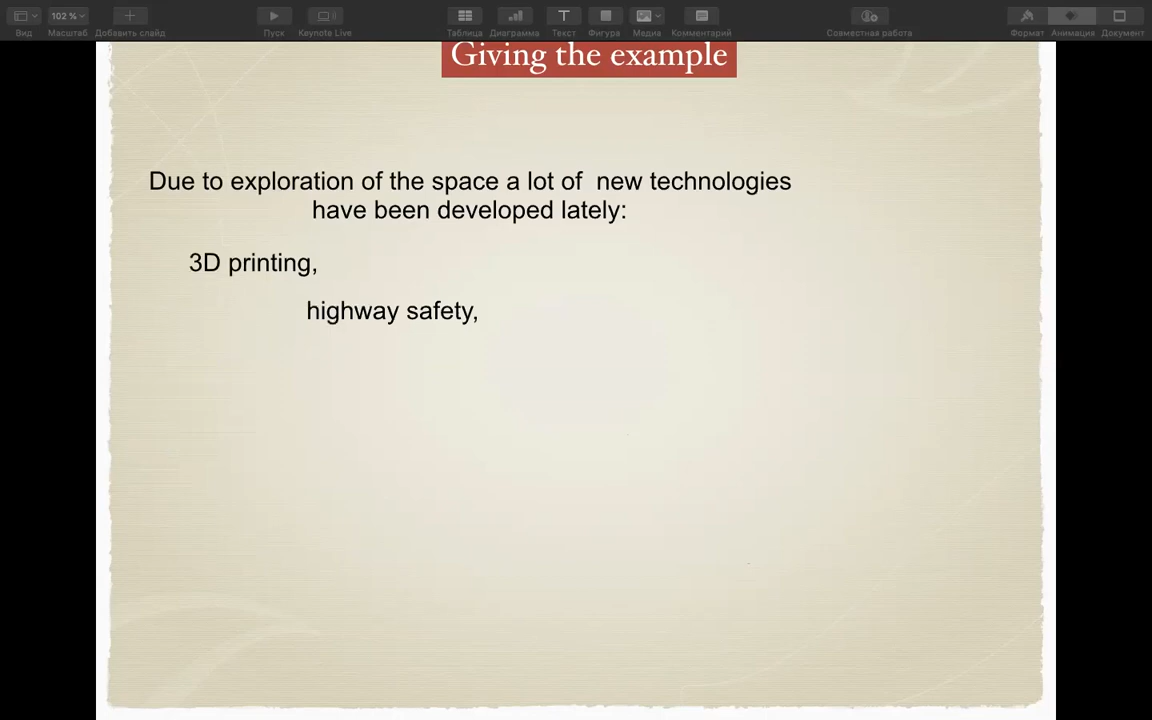 102 %
Вид
Масштаб
Добавить слайд
Пуск
Keynote Live
Таблица
Диаграмма
Текст
Фигура
Медиа
Комментарий
Совместная работа
Формат
Анимация
Документ
Giving the example
Due to exploration of the space a lot of  new technologies
have been developed lately:
3D printing,
highway safety,